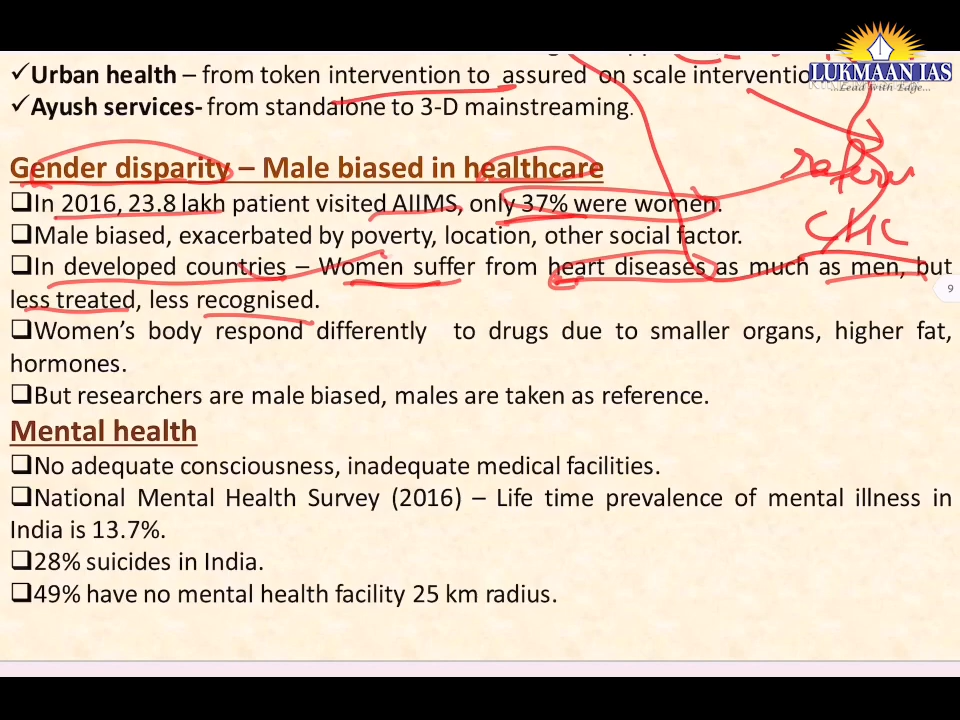 ✓Urban health – from token intervention to assured on scale
LUKMAAN IAS
...Lead with Edge...
✓Ayush services- from standalone to 3-D mainstreaming.
Gender disparity – Male biased in healthcare
❑In 2016, 23.8 lakh patient visited AIIMS, only 37% were women.
CHC
❑Male biased, exacerbated by poverty, location, other social factor.
❑In developed countries – Women suffer from heart diseases as much as men, but
less treated, less recognised.
9
❑Women’s body respond differently to drugs due to smaller organs, higher fat,
hormones.
❑But researchers are male biased, males are taken as reference.
Mental health
❑No adequate consciousness, inadequate medical facilities.
❑National Mental Health Survey (2016) – Life time prevalence of mental illness in
India is 13.7%.
❑28% suicides in India.
❑49% have no mental health facility 25 km radius.